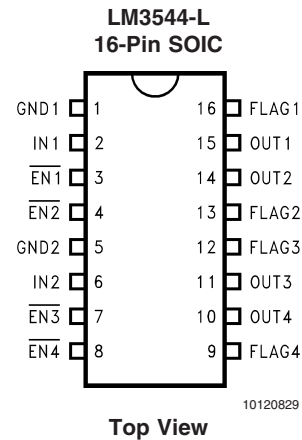 LM3544-L
16-Pin SOIC
GND1 1 16 FLAG1
IN1 2 15 OUT1
EN1 3 14 OUT2
EN2 4 13 FLAG2
GND2 5 12 FLAG3
IN2 6 11 OUT3
EN3 7 10 OUT4
EN4 8 9 FLAG4
10120829
Top View